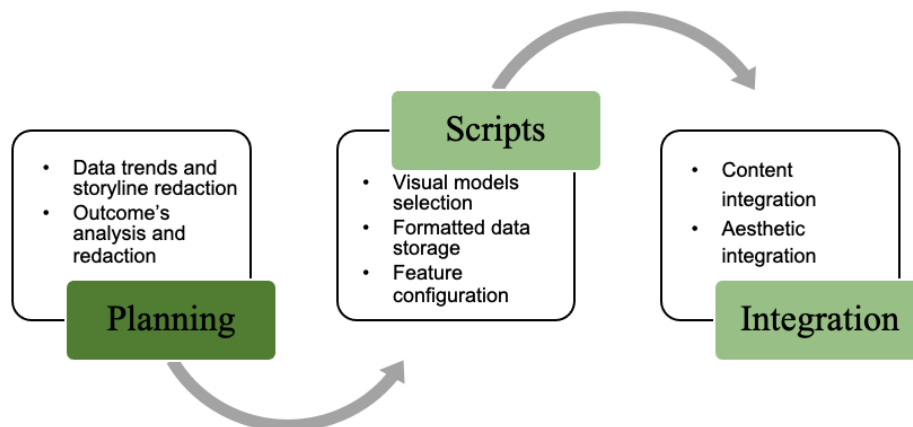 • Data trends and
storyline redaction
• Outcome's
analysis and
redaction
Planning
Scripts
• Visual models
selection
• Formatted data
storage
• Feature
configuration
• Content
integration
• Aesthetic
integration
Integration